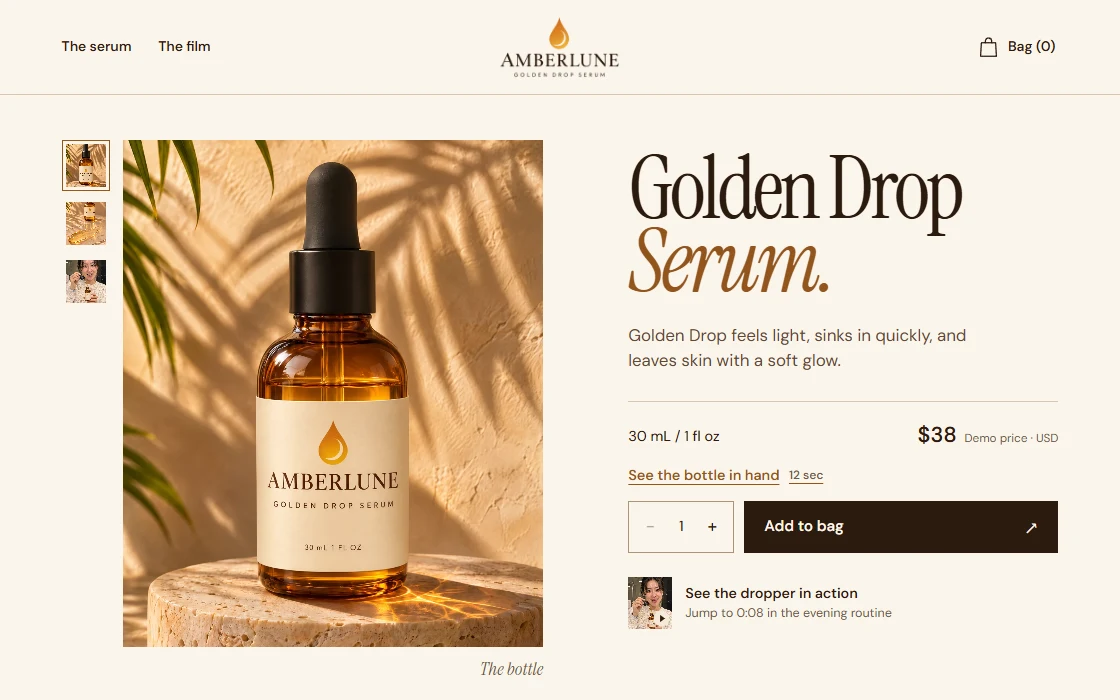 The serum
The film
AMBERLUNE
GOLDEN DROP SERUM
Bag (0)
AMBERLUNE
GOLDEN DROP SERUM
30 mL 1 FL OZ
The bottle
Golden Drop
Serum.
Golden Drop feels light, sinks in quickly, and
leaves skin with a soft glow.
30 mL / 1 fl oz
$38 Demo price · USD
See the bottle in hand 12 sec
− 1 +
Add to bag ↗
See the dropper in action
Jump to 0:08 in the evening routine